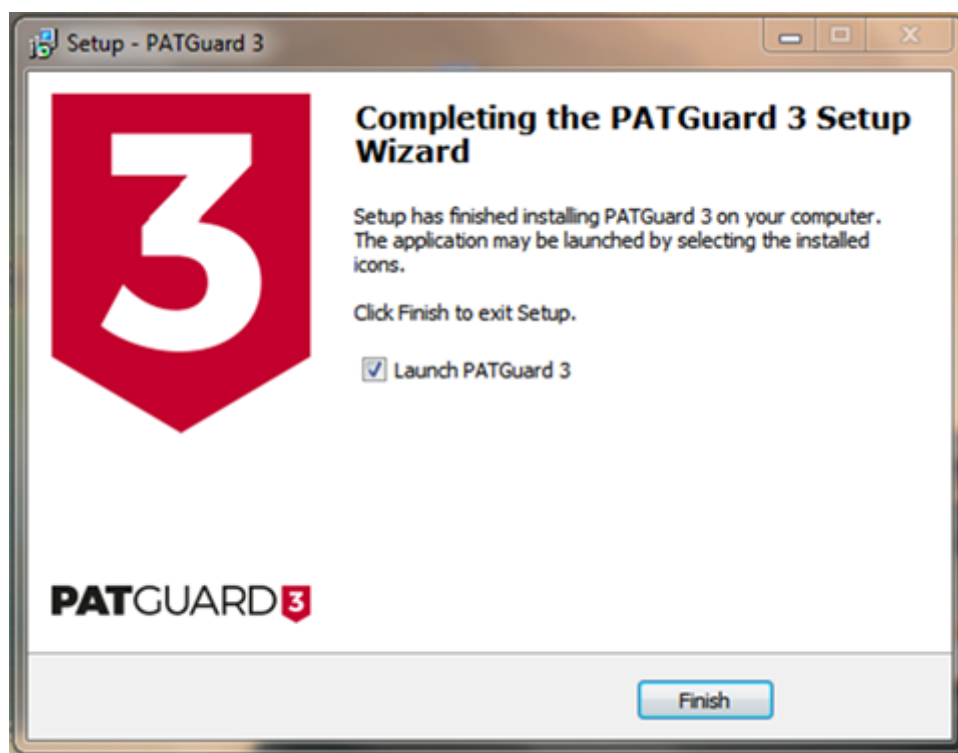 Setup - PATGuard 3
3
Completing the PATGuard 3 Setup
Wizard
Setup has finished installing PATGuard 3 on your computer.
The application may be launched by selecting the installed
icons.
Click Finish to exit Setup.
Launch PATGuard 3
PATGUARD3
Finish